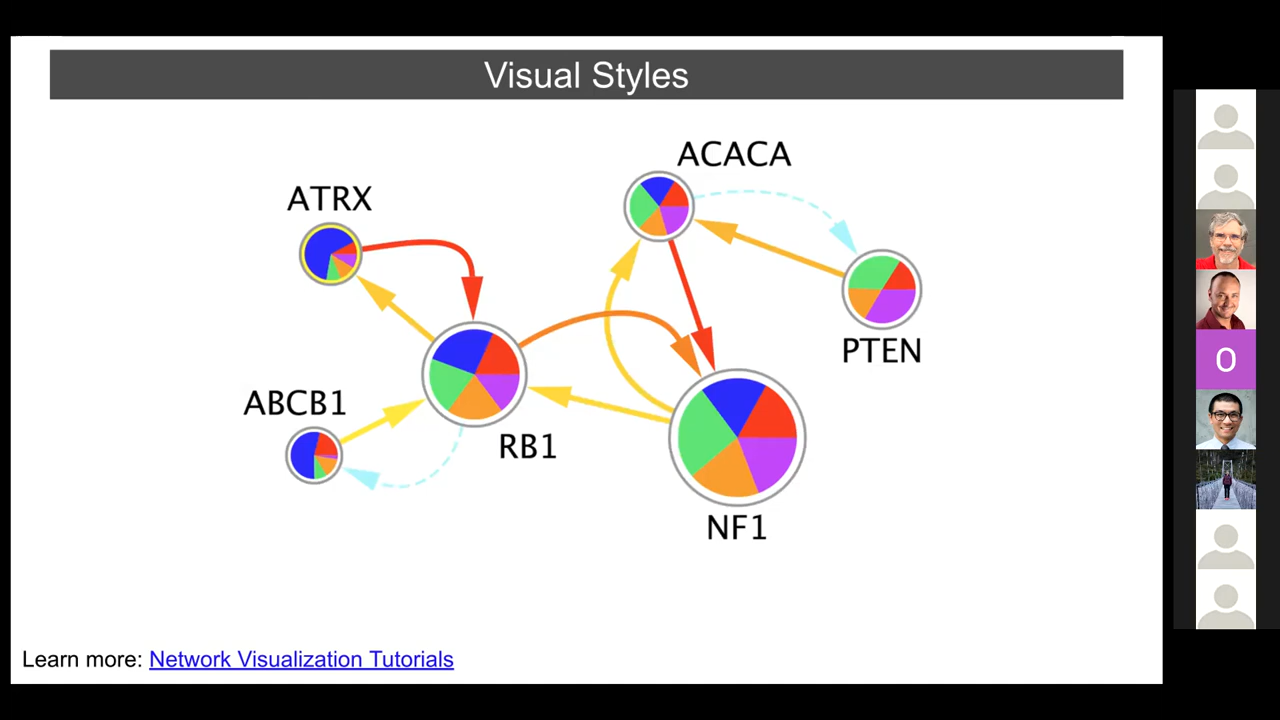 Visual Styles
ACACA
ATRX
PTEN
ABCB1
RB1
NF1
O
Learn more: Network Visualization Tutorials